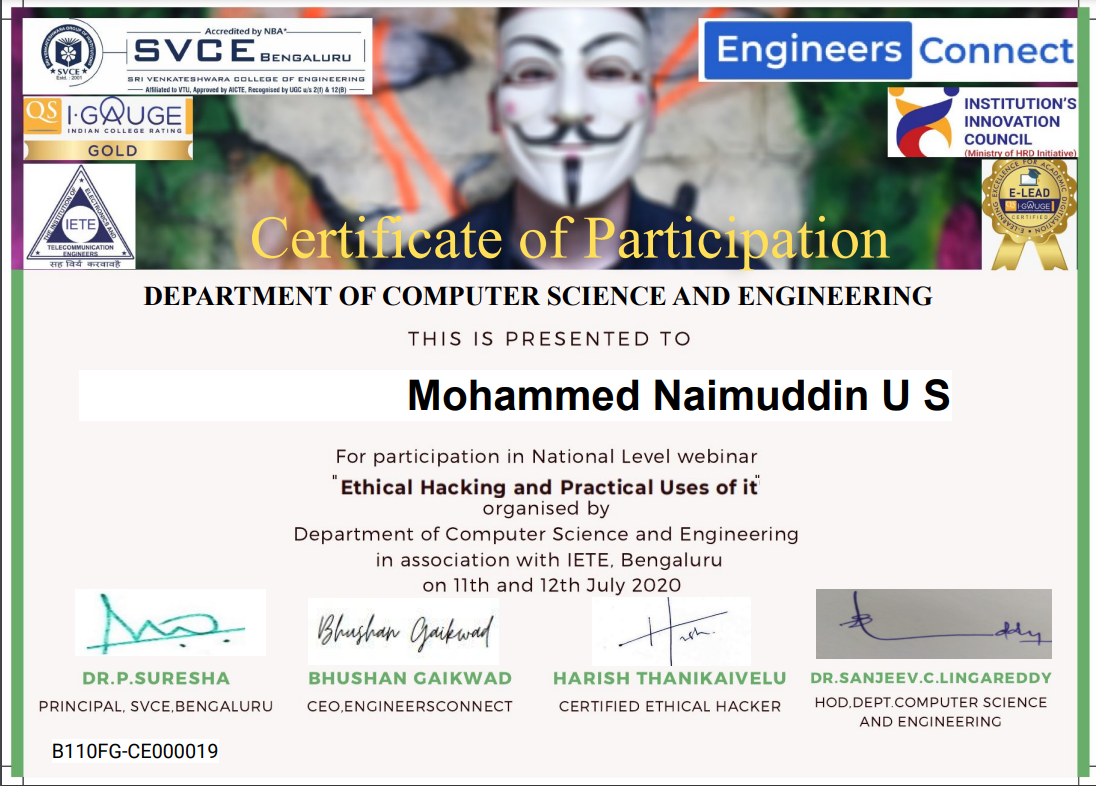 Accredited by NBA*
SVCE BENGALURU
SRI VENKATESHWARA COLLEGE OF ENGINEERING
Affiliated to VTU, Approved by AICTE, Recognised by UGC u/s 2(f) & 12(B)
SVCE
Estd. : 2001
Engineers Connect
QS I·GAUGE
INDIAN COLLEGE RATING
GOLD
INSTITUTION'S
INNOVATION
COUNCIL
(Ministry of HRD Initiative)
THE INSTITUTION OF
ELECTRONICS AND
IETE
TELECOMMUNICATION
ENGINEERS
सह वियॆ करवावहै
E-LEAD
QS I·GAUGE
CERTIFIED
Certificate of Participation
DEPARTMENT OF COMPUTER SCIENCE AND ENGINEERING
THIS IS PRESENTED TO
Mohammed Naimuddin U S
For participation in National Level webinar
"Ethical Hacking and Practical Uses of it"
organised by
Department of Computer Science and Engineering
in association with IETE, Bengaluru
on 11th and 12th July 2020
Bhushan Gaikwad
DR.P.SURESHA
PRINCIPAL, SVCE,BENGALURU
BHUSHAN GAIKWAD
CEO,ENGINEERSCONNECT
HARISH THANIKAIVELU
CERTIFIED ETHICAL HACKER
DR.SANJEEV.C.LINGAREDDY
HOD,DEPT.COMPUTER SCIENCE
AND ENGINEERING
B110FG-CE000019